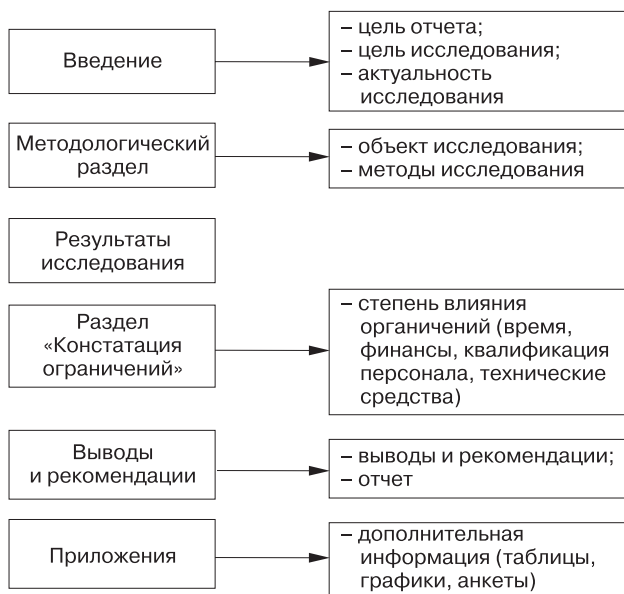 Введение
– цель отчета;
– цель исследования;
– актуальность
исследования
Методологический
раздел
– объект исследования;
– методы исследования
Результаты
исследования
Раздел
«Констатация
ограничений»
– степень влияния
органичений (время,
финансы, квалификация
персонала, технические
средства)
Выводы
и рекомендации
– выводы и рекомендации;
– отчет
Приложения
– дополнительная
информация (таблицы,
графики, анкеты)